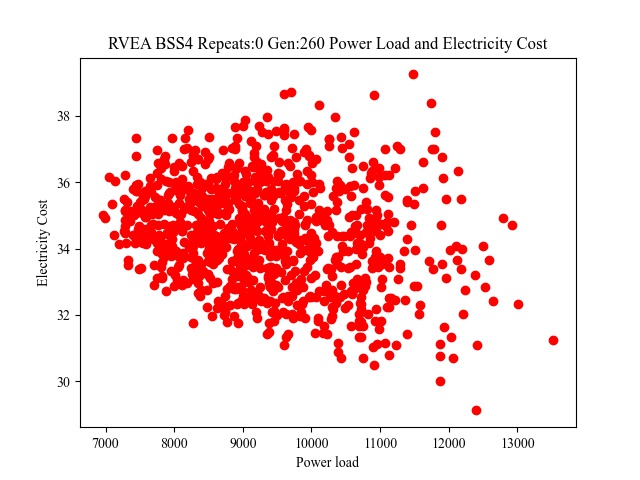 RVEA BSS4 Repeats:0 Gen:260 Power Load and Electricity Cost
Electricity Cost
38
36
34
32
30
7000 8000 9000 10000 11000 12000 13000
Power load